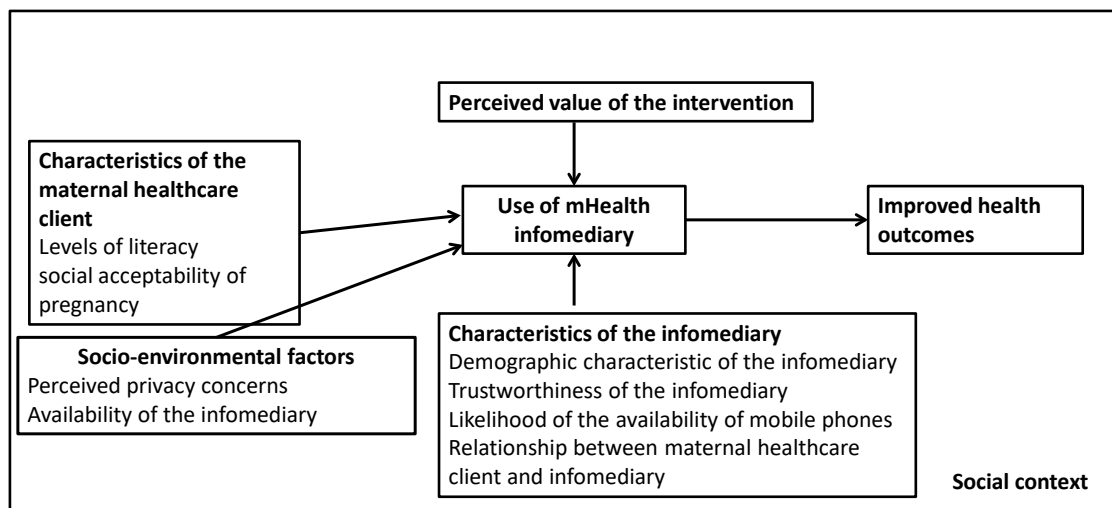 Perceived value of the intervention
Characteristics of the
maternal healthcare
client
Levels of literacy
social acceptability of
pregnancy
Use of mHealth
infomediary
Improved health
outcomes
Socio-environmental factors
Perceived privacy concerns
Availability of the infomediary
Characteristics of the infomediary
Demographic characteristic of the infomediary
Trustworthiness of the infomediary
Likelihood of the availability of mobile phones
Relationship between maternal healthcare
client and infomediary
Social context